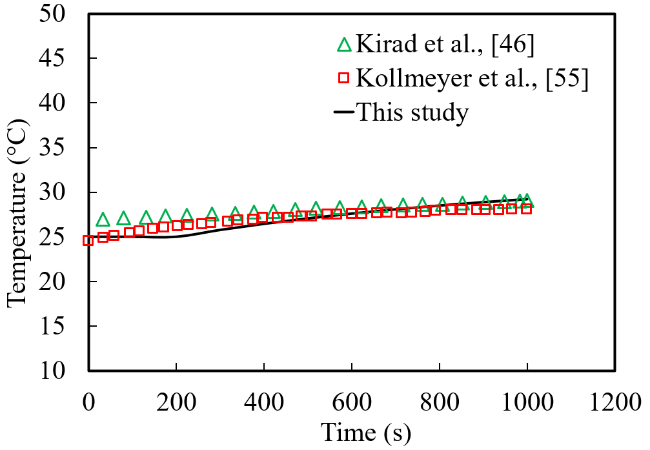 50
45
40
35
30
25
20
15
10
Temperature (°C)
Kirad et al., [46]
Kollmeyer et al., [55]
This study
0 200 400 600 800 1000 1200
Time (s)